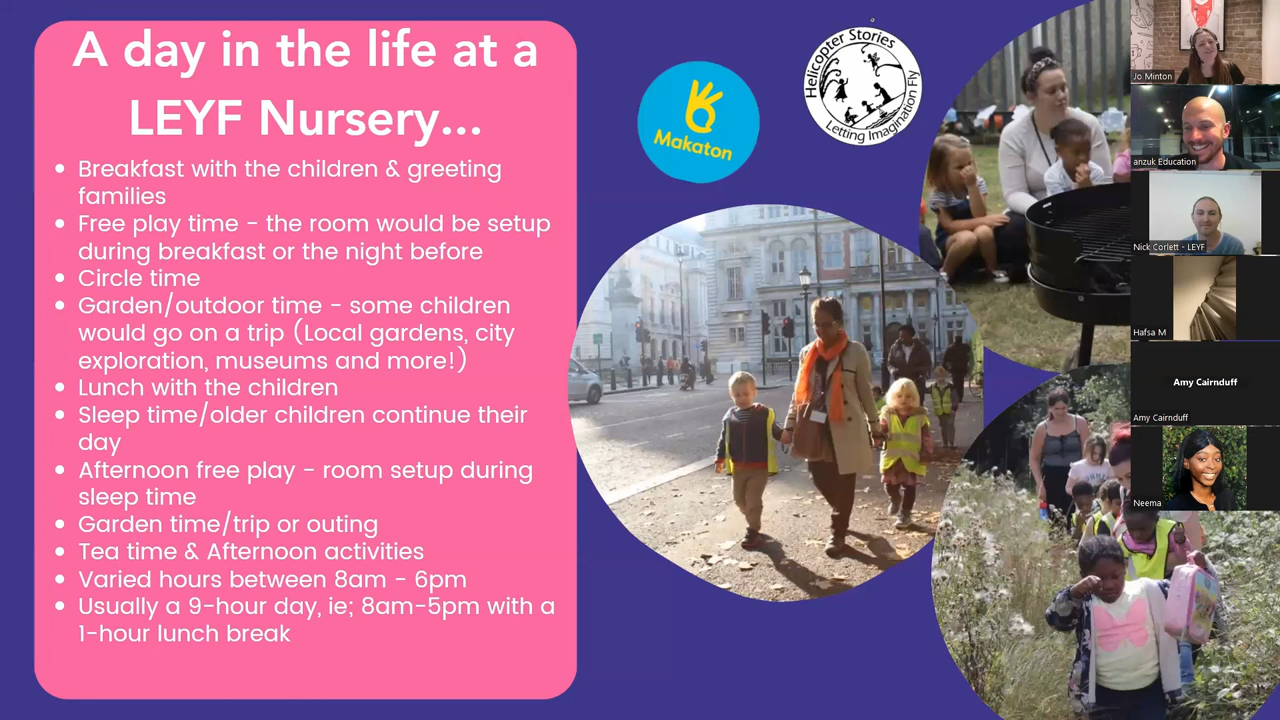 A day in the life at a
LEYF Nursery...
• Breakfast with the children & greeting
families
• Free play time - the room would be setup
during breakfast or the night before
• Circle time
• Garden/outdoor time - some children
would go on a trip (Local gardens, city
exploration, museums and more!)
• Lunch with the children
• Sleep time/older children continue their
day
• Afternoon free play - room setup during
sleep time
• Garden time/trip or outing
• Tea time & Afternoon activities
• Varied hours between 8am - 6pm
• Usually a 9-hour day, ie; 8am-5pm with a
1-hour lunch break
Makaton
Helicopter Stories
Letting Imagination Fly
Jo Minton
anzuk Education
Nick Corlett - LEYF
Hafsa M
Amy Cairnduff
Amy Cairnduff
Neema